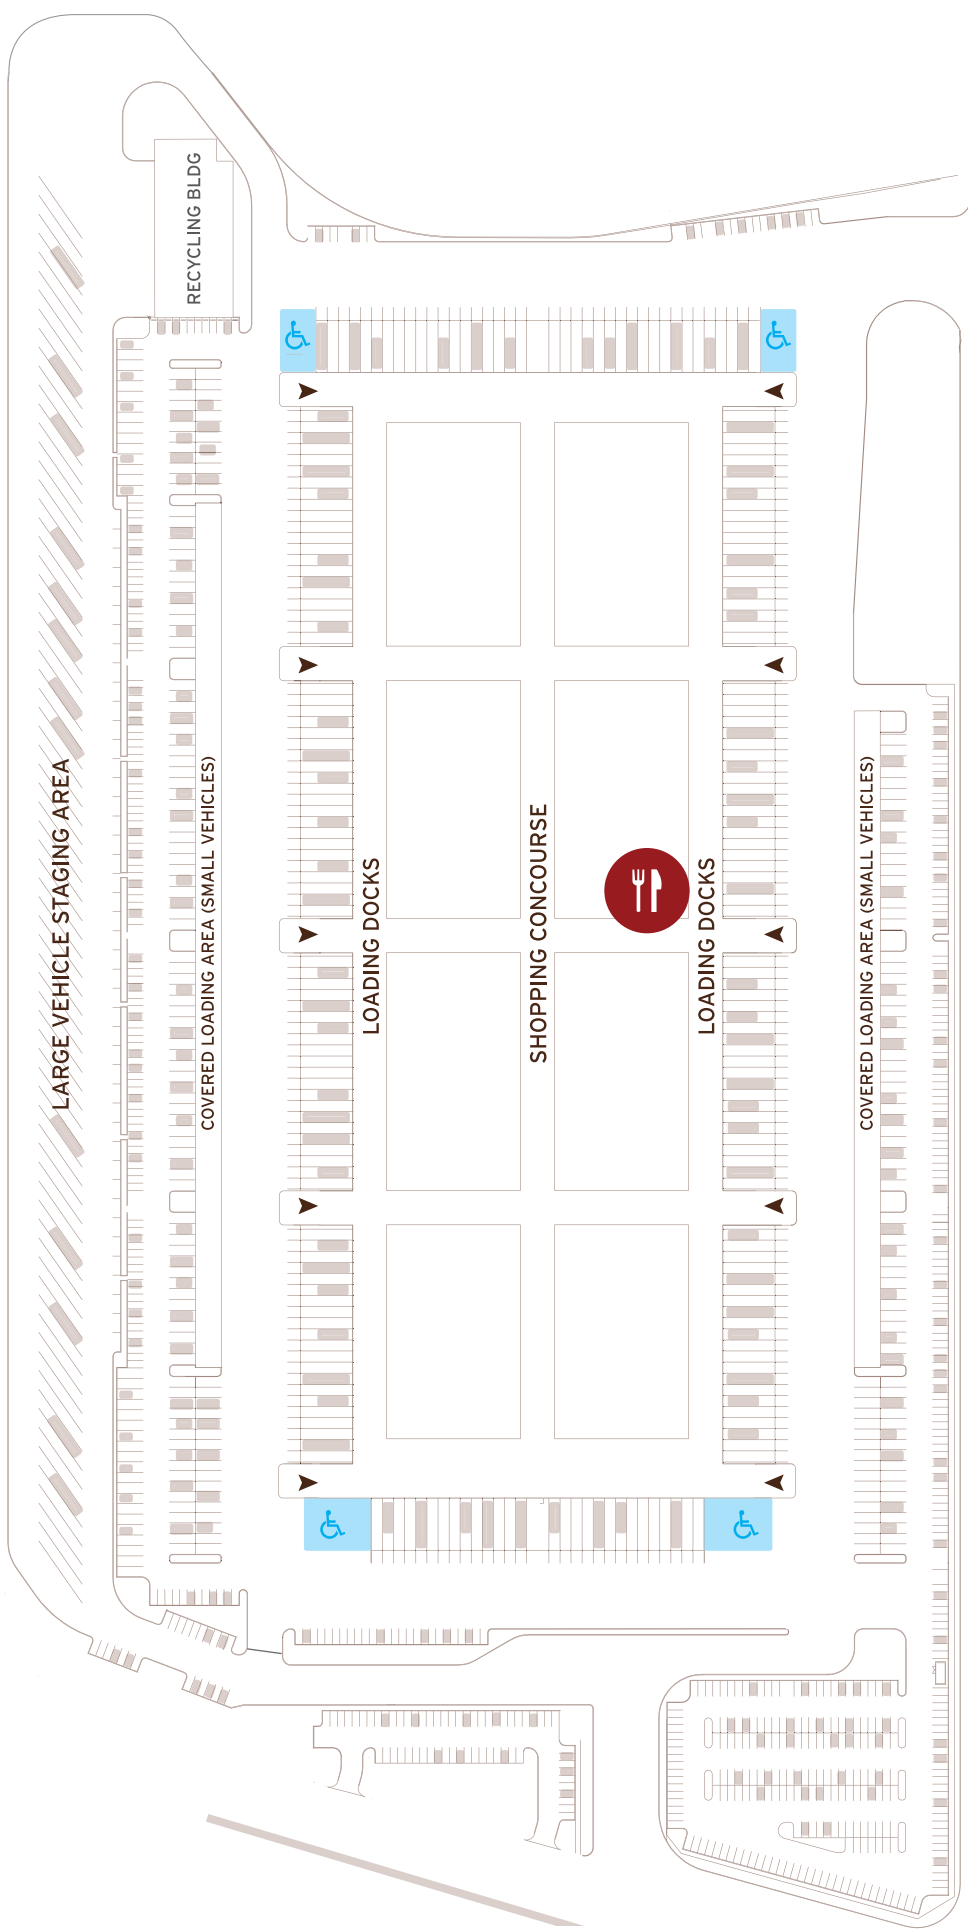 RECYCLING BLDG
LARGE VEHICLE STAGING AREA
COVERED LOADING AREA (SMALL VEHICLES)
LOADING DOCKS
SHOPPING CONCOURSE
LOADING DOCKS
COVERED LOADING AREA (SMALL VEHICLES)